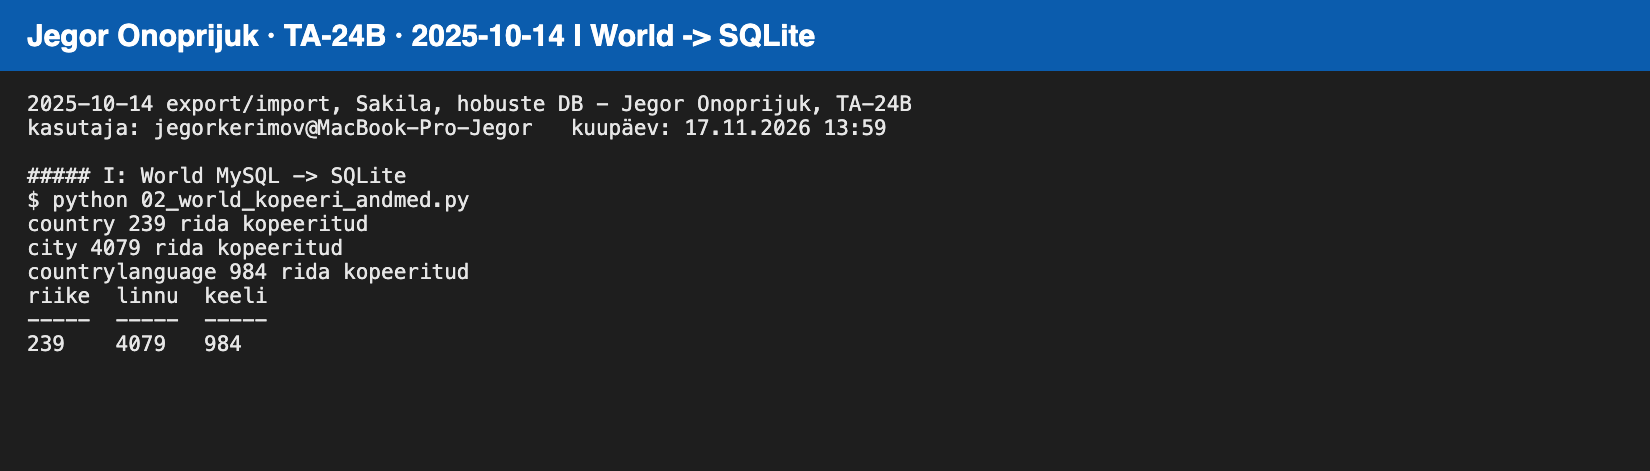 Jegor Onoprijuk · TA-24B · 2025-10-14 I World -> SQLite
2025-10-14 export/import, Sakila, hobuste DB - Jegor Onoprijuk, TA-24B
kasutaja: jegorkerimov@MacBook-Pro-Jegor   kuupäev: 17.11.2026 13:59
##### I: World MySQL -> SQLite
$ python 02_world_kopeeri_andmed.py
country 239 rida kopeeritud
city 4079 rida kopeeritud
countrylanguage 984 rida kopeeritud
riike  linnu  keeli
-----  -----  -----
239    4079   984